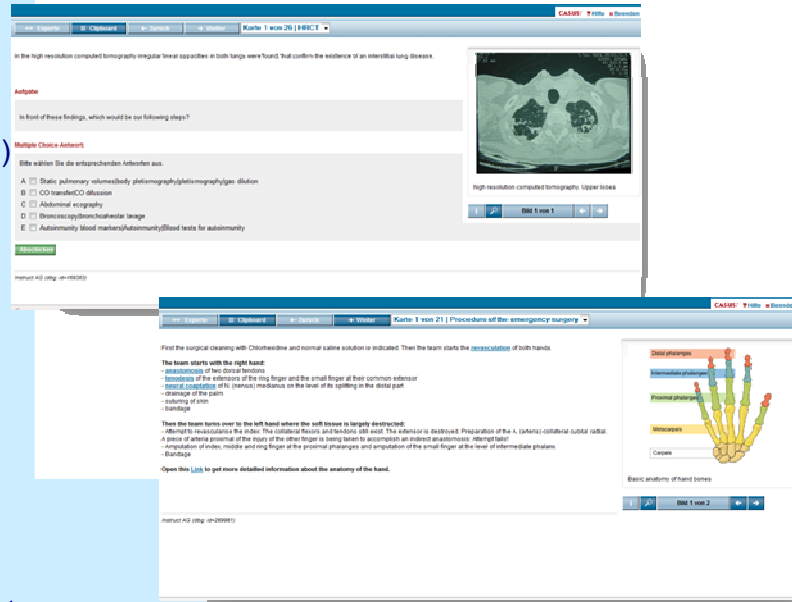 CASUS ? Hilfe Beenden
Experte Clipboard Zurück Weiter Karte 1 von 26 | HRCT
In the high resolution computed tomography irregular linear oppacities in both lungs were found, that confirm the existence of an interstitial lung disease.
Aufgabe
In front of these findings, which would be our following steps?
)
Multiple Choice-Antwort:
Bitte wählen Sie die entsprechenden Antworten aus.
A Static pulmonary volumes|body pletismography|pletismography|gas dilution
B CO transfer|CO difussion
C Abdominal ecography
D Broncoscopy|bronchoalveolar lavage
E Autoinmunity blood markers|Autoinmunity|Blood tests for autoinmunity
Abschicken
high resolution computed tomography. Upper lobes
Bild 1 von 1
CASUS ? Hilfe Beenden
Experte Clipboard Zurück Weiter Karte 1 von 21 | Procedure of the emergency surgery
First the surgical cleaning with Chlorhexidine and normal saline solution is indicated. Then the team starts the revasculation of both hands.
The team starts with the right hand:
- anastomosis of two dorsal tendons
- tenodesis of the extensors of the ring finger and the small finger at their common extensor
- neural coaptation of N. (nervus) medianus on the level of its splitting in the distal part
- drainage of the palm
- suturing of skin
- bandage
Then the team turns over to the left hand where the soft tissue is largely destructed:
- Attempt to revascularise the index. The collateral flexors and tendons still exist. The extensor is destroyed. Preparation of the A. (arteria) collateral cubital radial.
A piece of arteria proximal of the injury of the other finger is being taken to accomplish an indirect anastomosis: Attempt fails!
- Amputation of index, middle and ring finger at the proximal phalanges and amputation of the small finger at the level of intermediate phalanx.
- Bandage
Open this Link to get more detailed information about the anatomy of the hand.
Distal phalanges
Intermediate phalanges
Proximal phalanges
Metacarpals
Carpals
Basic anatomy of hand bones
Bild 1 von 2